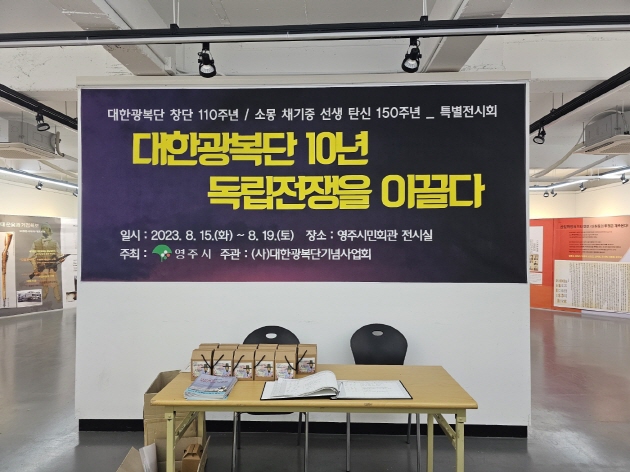 대한광복단 창단 110주년 / 소몽 채기중 선생 탄신 150주년 _ 특별전시회
대한광복단 10년
독립전쟁을 이끌다
일시 : 2023. 8. 15.(화) ~ 8. 19.(토) 장소 : 영주시민회관 전시실
주최 : 영주시 주관 : (사)대한광복단기념사업회